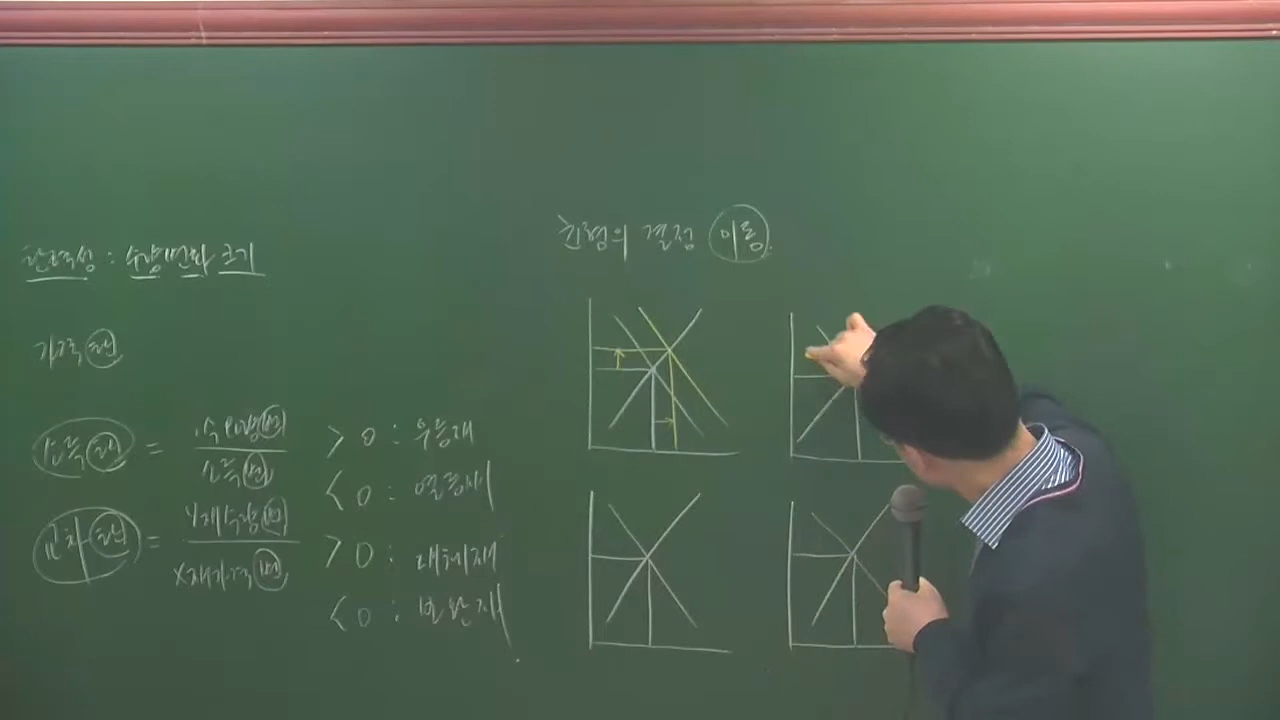 탄력성 : 수량변화 크기
가격탄
소득탄 = 수요량변 / 소득변
> 0 : 우등재
< 0 : 열등재
교차탄 = Y재수량변 / X재가격변
> 0 : 대체재
< 0 : 보완재
균형의 결정 이동